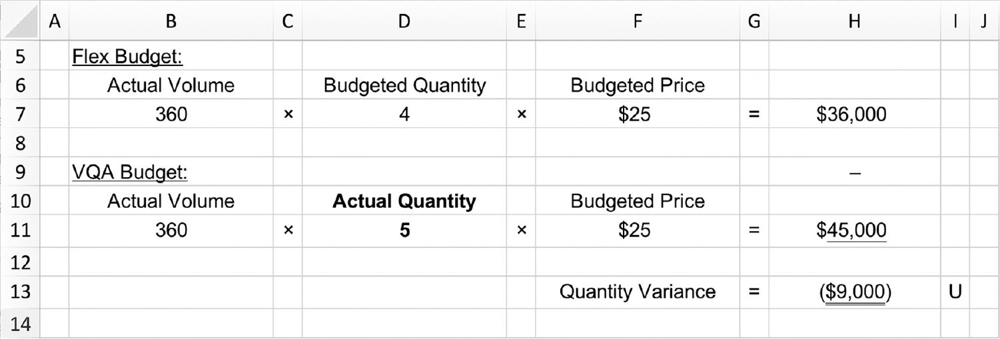 A B C D E F G H I J
5 Flex Budget:
6 Actual Volume Budgeted Quantity Budgeted Price
7 360 × 4 × $25 = $36,000
8
9 VQA Budget: –
10 Actual Volume Actual Quantity Budgeted Price
11 360 × 5 × $25 = $45,000
12
13 Quantity Variance = ($9,000) U
14